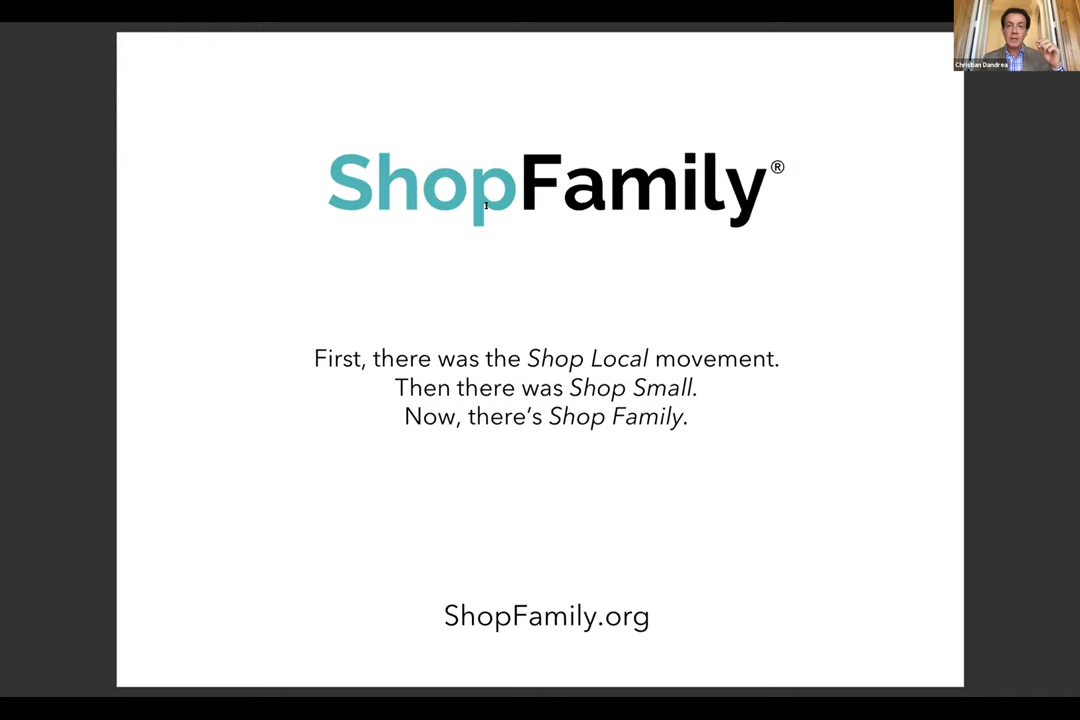 Christian Dandrea
ShopFamily®
First, there was the Shop Local movement.
Then there was Shop Small.
Now, there's Shop Family.
ShopFamily.org